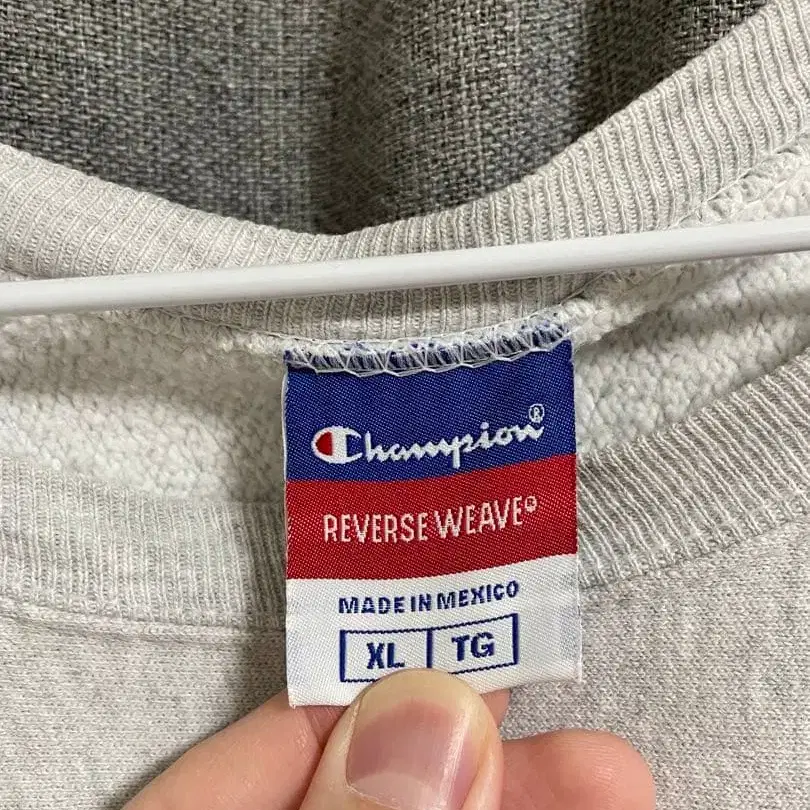 Champion®
REVERSE WEAVE®
MADE IN MEXICO
XL TG